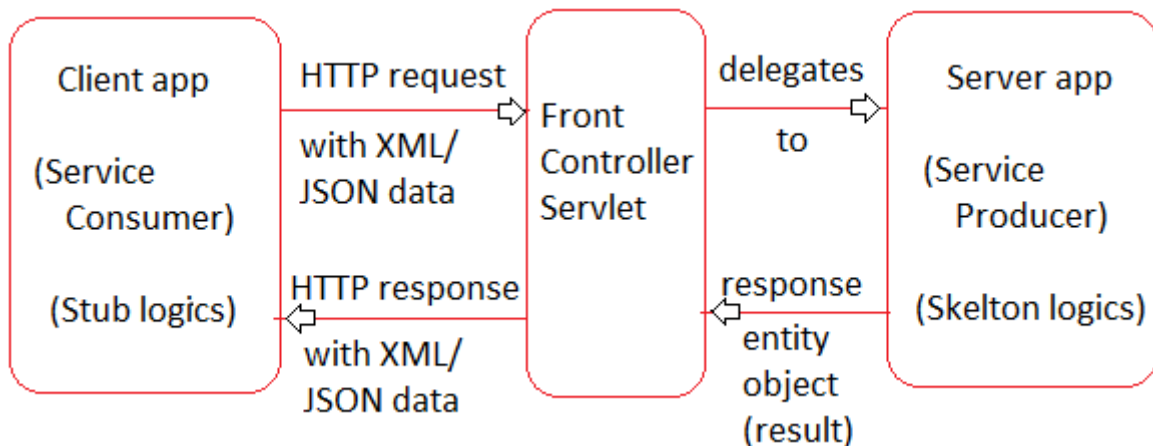 Client app
(Service
Consumer)
(Stub logics)
HTTP request
with XML/
JSON data
HTTP response
with XML/
JSON data
Front
Controller
Servlet
delegates
to
response
entity
object
(result)
Server app
(Service
Producer)
(Skelton logics)